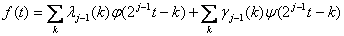 f(t) = ∑_k λ_{j-1}(k)φ(2^{j-1}t - k) + ∑_k γ_{j-1}(k)ψ(2^{j-1}t - k)